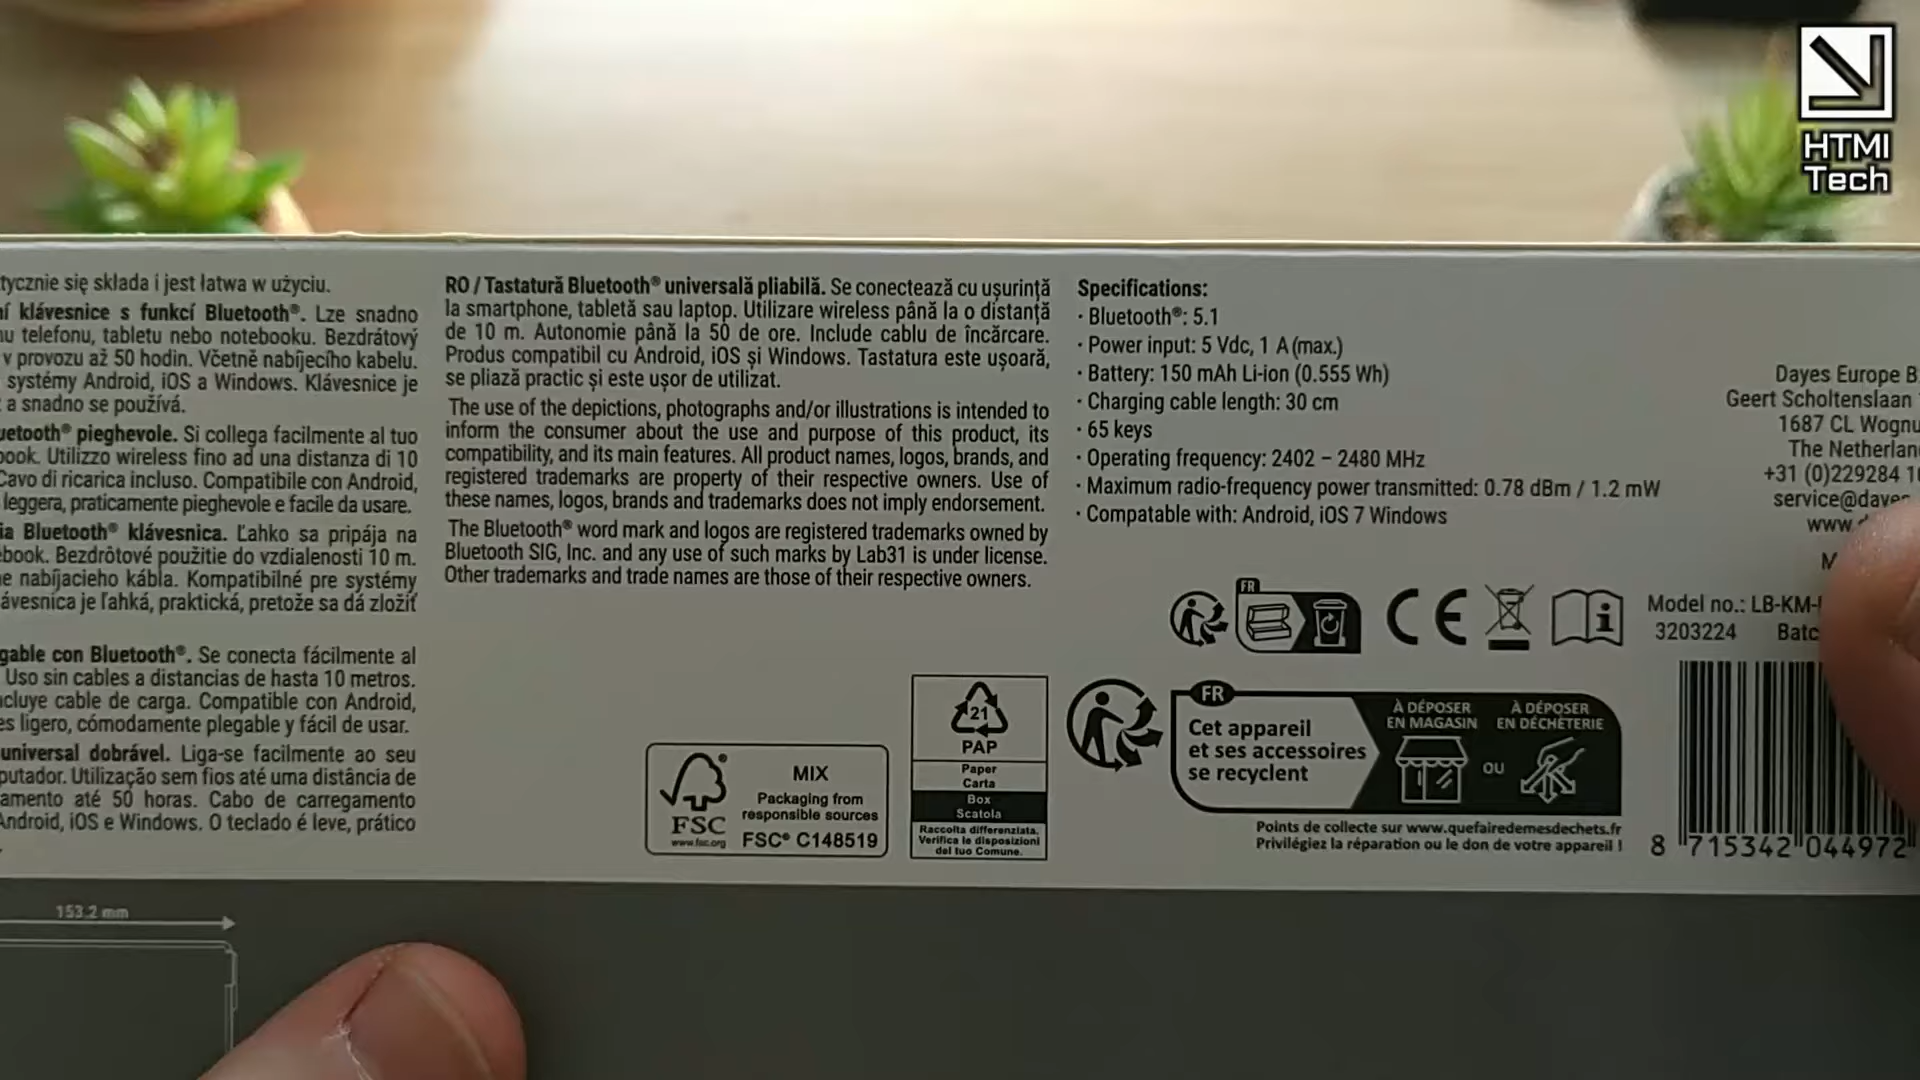 HTMI
Tech
tycznie się składa i jest łatwa w użyciu.
ní klávesnice s funkcí Bluetooth®. Lze snadno
nu telefonu, tabletu nebo notebooku. Bezdrátový
v provozu až 50 hodin. Včetně nabíjecího kabelu.
systémy Android, iOS a Windows. Klávesnice je
a snadno se používá.
uetooth® pieghevole. Si collega facilmente al tuo
book. Utilizzo wireless fino ad una distanza di 10
Cavo di ricarica incluso. Compatibile con Android,
leggera, praticamente pieghevole e facile da usare.
ia Bluetooth® klávesnica. Ľahko sa pripája na
ebook. Bezdrôtové použitie do vzdialenosti 10 m.
e nabíjacieho kábla. Kompatibilné pre systémy
ávesnica je ľahká, praktická, pretože sa dá zložiť
gable con Bluetooth®. Se conecta fácilmente al
Uso sin cables a distancias de hasta 10 metros.
ncluye cable de carga. Compatible con Android,
es ligero, cómodamente plegable y fácil de usar.
universal dobrável. Liga-se facilmente ao seu
putador. Utilização sem fios até uma distância de
amento até 50 horas. Cabo de carregamento
Android, iOS e Windows. O teclado é leve, prático
RO / Tastatură Bluetooth® universală pliabilă. Se conectează cu ușurință
la smartphone, tabletă sau laptop. Utilizare wireless până la o distanță
de 10 m. Autonomie până la 50 de ore. Include cablu de încărcare.
Produs compatibil cu Android, iOS și Windows. Tastatura este ușoară,
se pliază practic și este ușor de utilizat.
The use of the depictions, photographs and/or illustrations is intended to
inform the consumer about the use and purpose of this product, its
compatibility, and its main features. All product names, logos, brands, and
registered trademarks are property of their respective owners. Use of
these names, logos, brands and trademarks does not imply endorsement.
The Bluetooth® word mark and logos are registered trademarks owned by
Bluetooth SIG, Inc. and any use of such marks by Lab31 is under license.
Other trademarks and trade names are those of their respective owners.
Specifications:
· Bluetooth®: 5.1
· Power input: 5 Vdc, 1 A (max.)
· Battery: 150 mAh Li-ion (0.555 Wh)
· Charging cable length: 30 cm
· 65 keys
· Operating frequency: 2402 – 2480 MHz
· Maximum radio-frequency power transmitted: 0.78 dBm / 1.2 mW
· Compatable with: Android, iOS 7 Windows
Dayes Europe B.
Geert Scholtenslaan
1687 CL Wognu
The Netherlan
+31 (0)229284 1
service@dayes
www.
M
Model no.: LB-KM-
3203224 Batc
FR
CE
MIX
Packaging from
responsible sources
FSC
www.fsc.org
FSC® C148519
21
PAP
Paper
Carta
Box
Scatola
Raccolta differenziata.
Verifica le disposizioni
del tuo Comune.
FR
Cet appareil
et ses accessoires
se recyclent
À DÉPOSER
EN MAGASIN
OU
À DÉPOSER
EN DÉCHÈTERIE
Points de collecte sur www.quefairedemesdechets.fr
Privilégiez la réparation ou le don de votre appareil !
8 715342 044972
153.2 mm